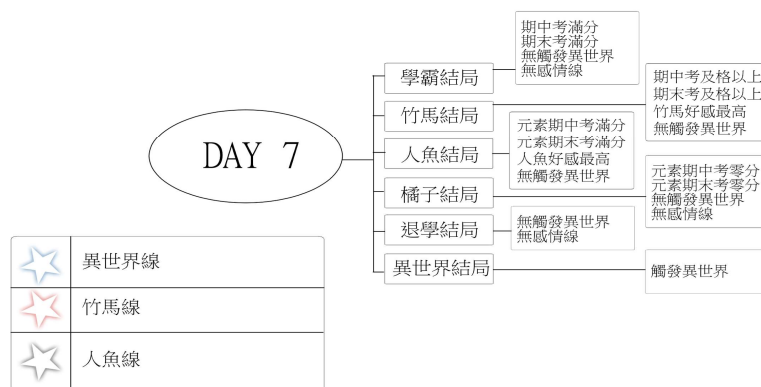 DAY 7
學霸結局
期中考滿分
期末考滿分
無觸發異世界
無感情線
竹馬結局
期中考及格以上
期末考及格以上
竹馬好感最高
無觸發異世界
人魚結局
元素期中考滿分
元素期末考滿分
人魚好感最高
無觸發異世界
橘子結局
元素期中考零分
元素期末考零分
無觸發異世界
無感情線
退學結局
無觸發異世界
無感情線
異世界結局
觸發異世界
異世界線
竹馬線
人魚線